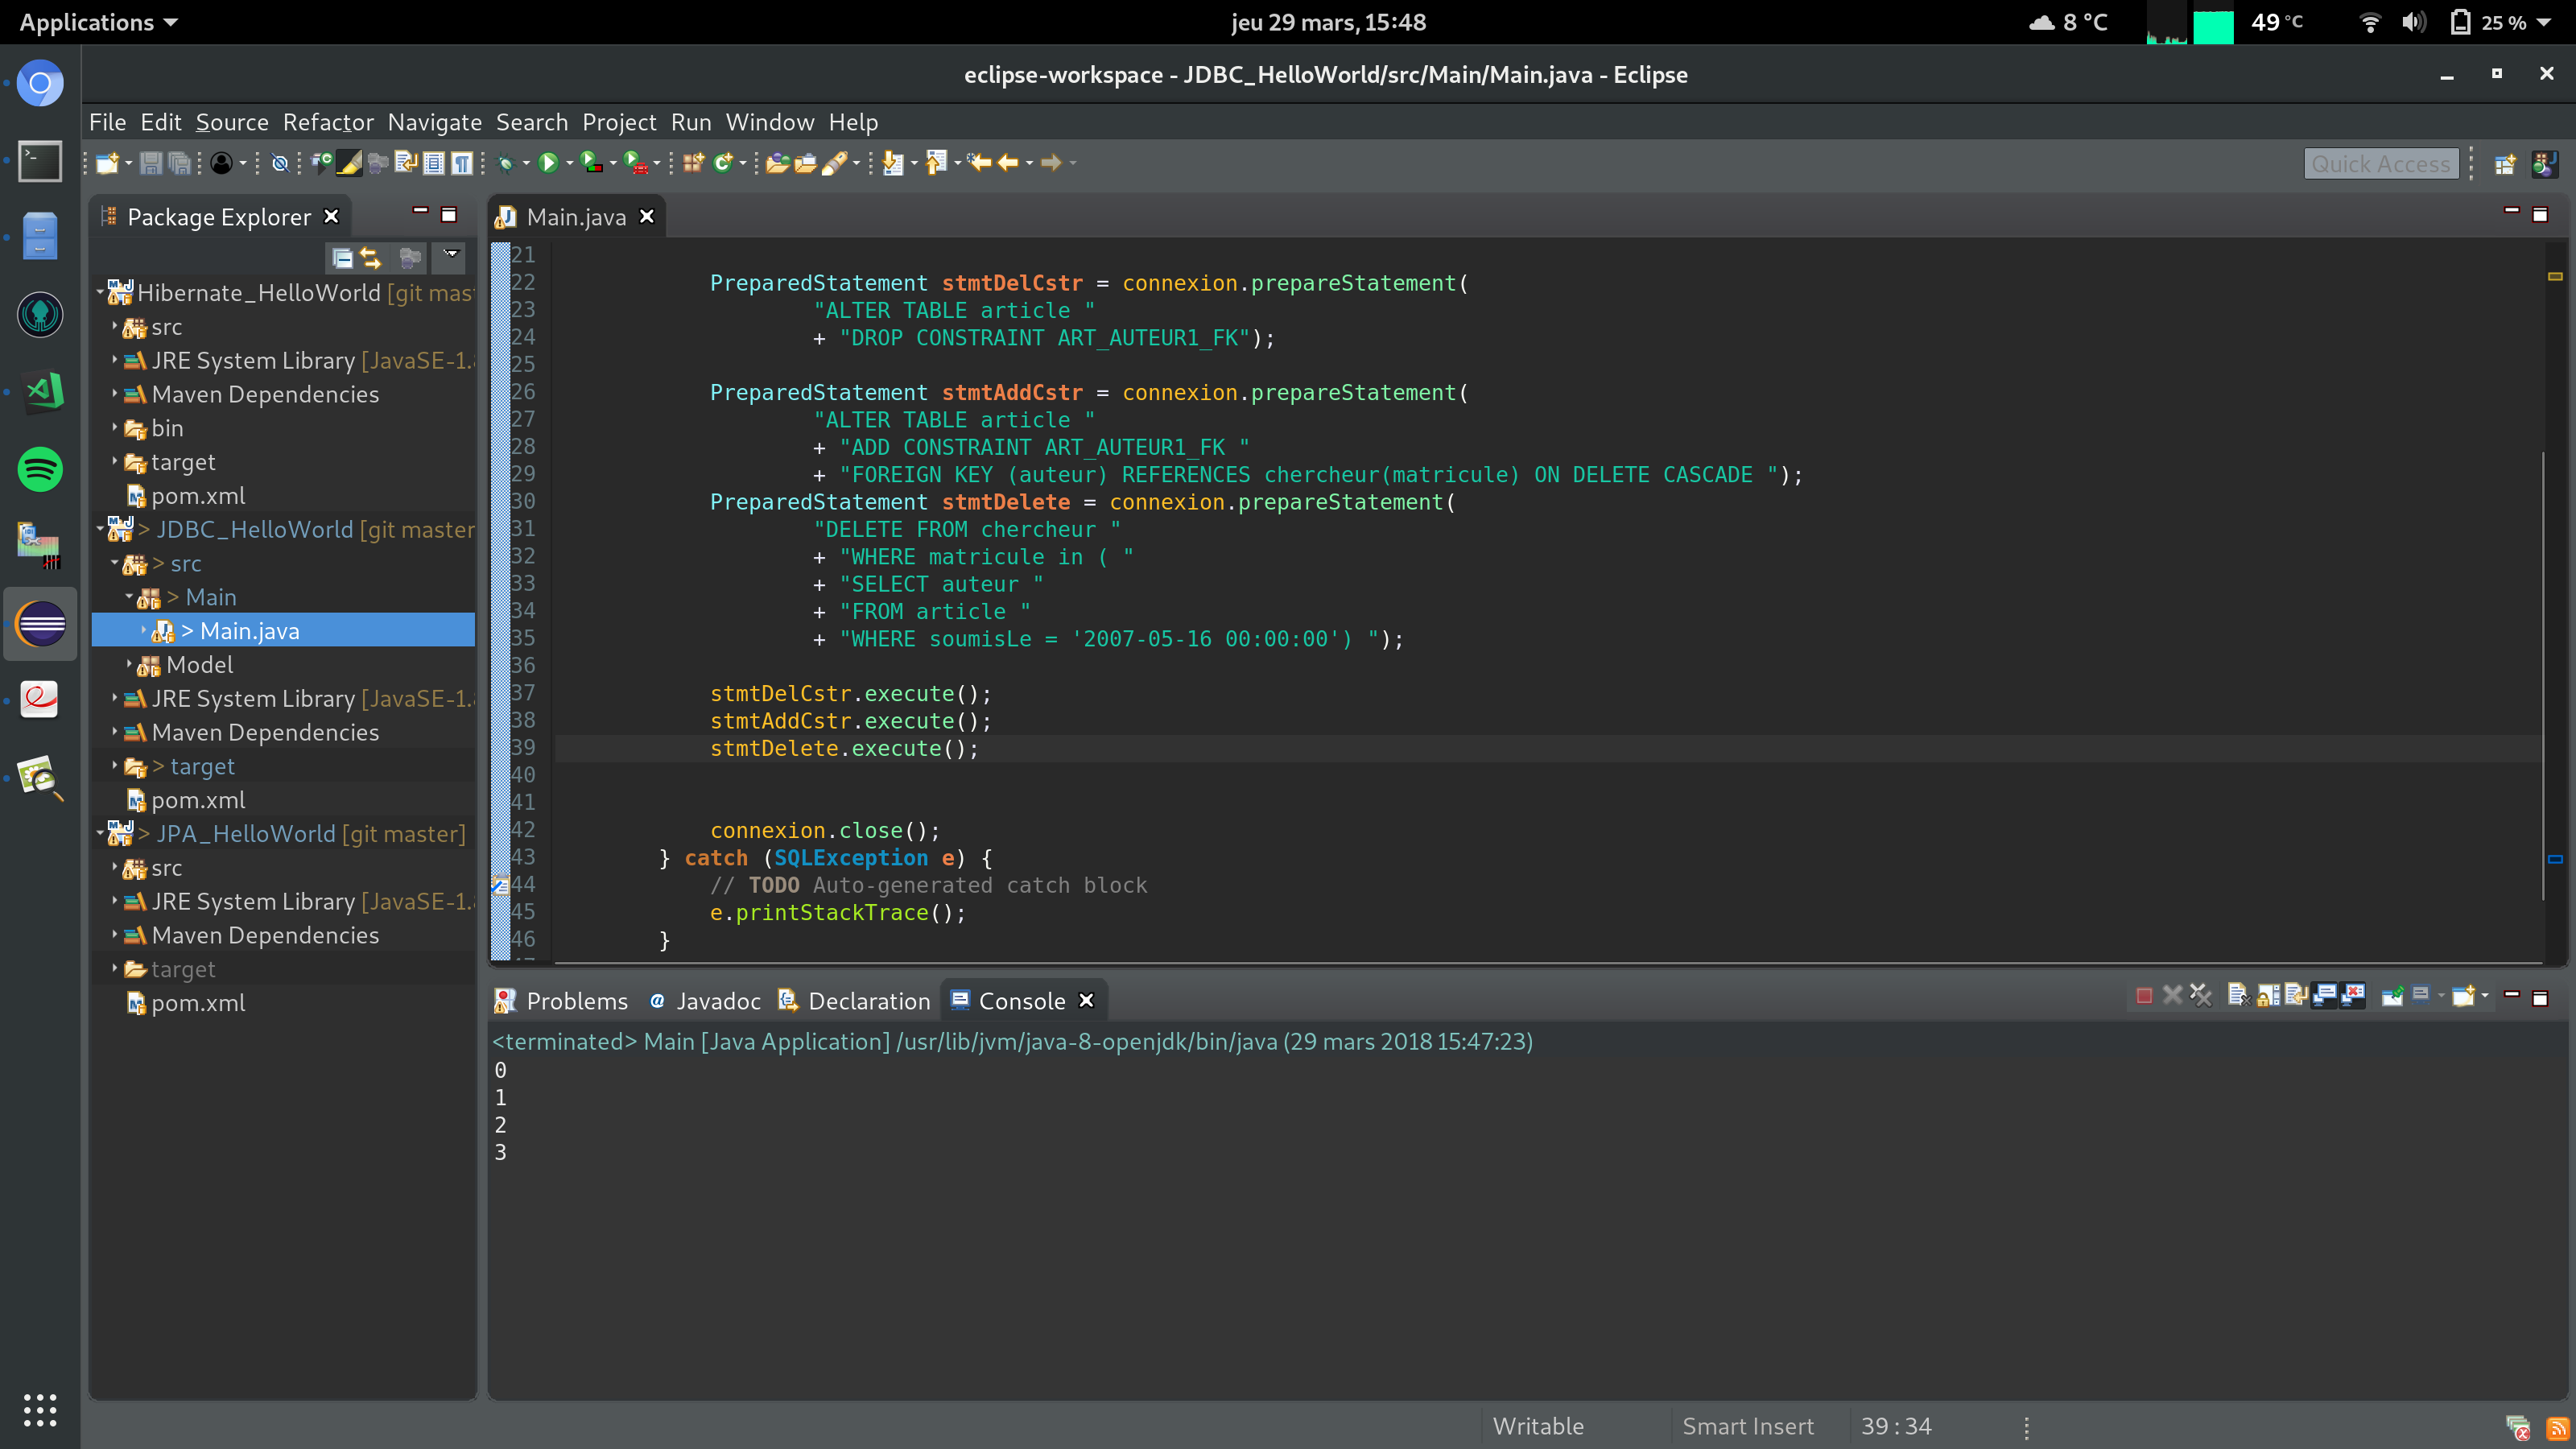 Applications
jeu 29 mars, 15:48
8 °C
49 °C
25 %
eclipse-workspace - JDBC_HelloWorld/src/Main/Main.java - Eclipse
File Edit Source Refactor Navigate Search Project Run Window Help
Quick Access
Package Explorer
Hibernate_HelloWorld [git mas
src
JRE System Library [JavaSE-1.
Maven Dependencies
bin
target
pom.xml
> JDBC_HelloWorld [git master
> src
> Main
> Main.java
Model
JRE System Library [JavaSE-1.
Maven Dependencies
> target
pom.xml
> JPA_HelloWorld [git master]
src
JRE System Library [JavaSE-1.
Maven Dependencies
target
pom.xml
Main.java
21
22 PreparedStatement stmtDelCstr = connexion.prepareStatement(
23 "ALTER TABLE article "
24 + "DROP CONSTRAINT ART_AUTEUR1_FK");
25
26 PreparedStatement stmtAddCstr = connexion.prepareStatement(
27 "ALTER TABLE article "
28 + "ADD CONSTRAINT ART_AUTEUR1_FK "
29 + "FOREIGN KEY (auteur) REFERENCES chercheur(matricule) ON DELETE CASCADE ");
30 PreparedStatement stmtDelete = connexion.prepareStatement(
31 "DELETE FROM chercheur "
32 + "WHERE matricule in ( "
33 + "SELECT auteur "
34 + "FROM article "
35 + "WHERE soumisLe = '2007-05-16 00:00:00') ");
36
37 stmtDelCstr.execute();
38 stmtAddCstr.execute();
39 stmtDelete.execute();
40
41
42 connexion.close();
43 } catch (SQLException e) {
44 // TODO Auto-generated catch block
45 e.printStackTrace();
46 }
Problems
Javadoc
Declaration
Console
<terminated> Main [Java Application] /usr/lib/jvm/java-8-openjdk/bin/java (29 mars 2018 15:47:23)
0
1
2
3
Writable
Smart Insert
39 : 34